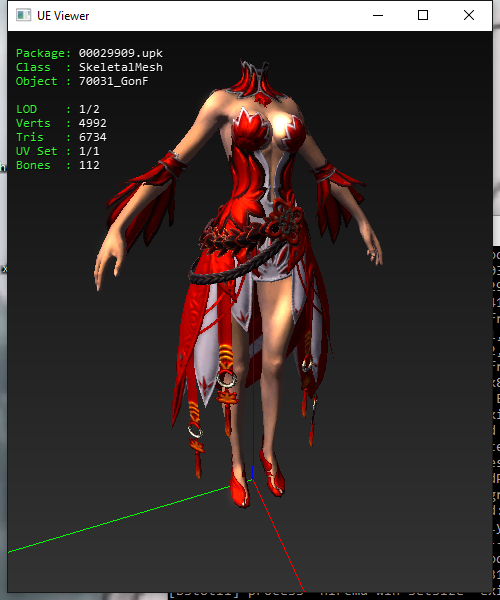 UE Viewer
Package: 00029909.upk
Class : SkeletalMesh
Object : 70031_GonF
LOD : 1/2
Verts : 4992
Tris : 6734
UV Set : 1/1
Bones : 112